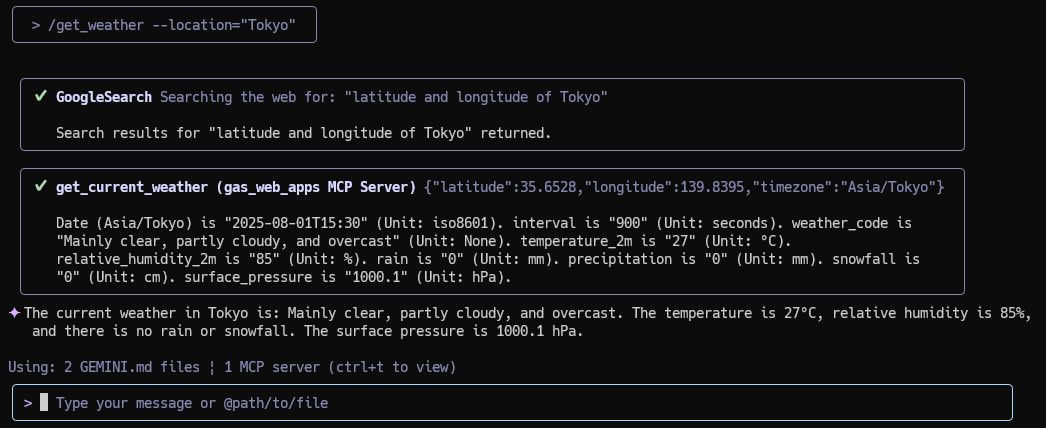 > /get_weather --location="Tokyo"
✔ GoogleSearch Searching the web for: "latitude and longitude of Tokyo"
Search results for "latitude and longitude of Tokyo" returned.
✔ get_current_weather (gas_web_apps MCP Server) {"latitude":35.6528,"longitude":139.8395,"timezone":"Asia/Tokyo"}
Date (Asia/Tokyo) is "2025-08-01T15:30" (Unit: iso8601). interval is "900" (Unit: seconds). weather_code is
"Mainly clear, partly cloudy, and overcast" (Unit: None). temperature_2m is "27" (Unit: °C).
relative_humidity_2m is "85" (Unit: %). rain is "0" (Unit: mm). precipitation is "0" (Unit: mm). snowfall is
"0" (Unit: cm). surface_pressure is "1000.1" (Unit: hPa).
✦ The current weather in Tokyo is: Mainly clear, partly cloudy, and overcast. The temperature is 27°C, relative humidity is 85%,
and there is no rain or snowfall. The surface pressure is 1000.1 hPa.
Using: 2 GEMINI.md files ¦ 1 MCP server (ctrl+t to view)
> Type your message or @path/to/file